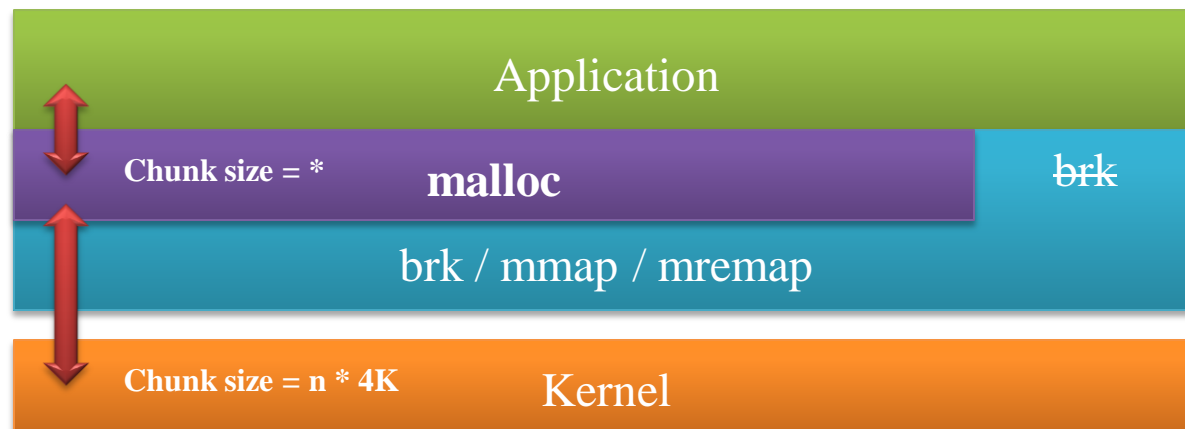 Application
Chunk size = * malloc
brk
brk / mmap / mremap
Chunk size = n * 4K Kernel